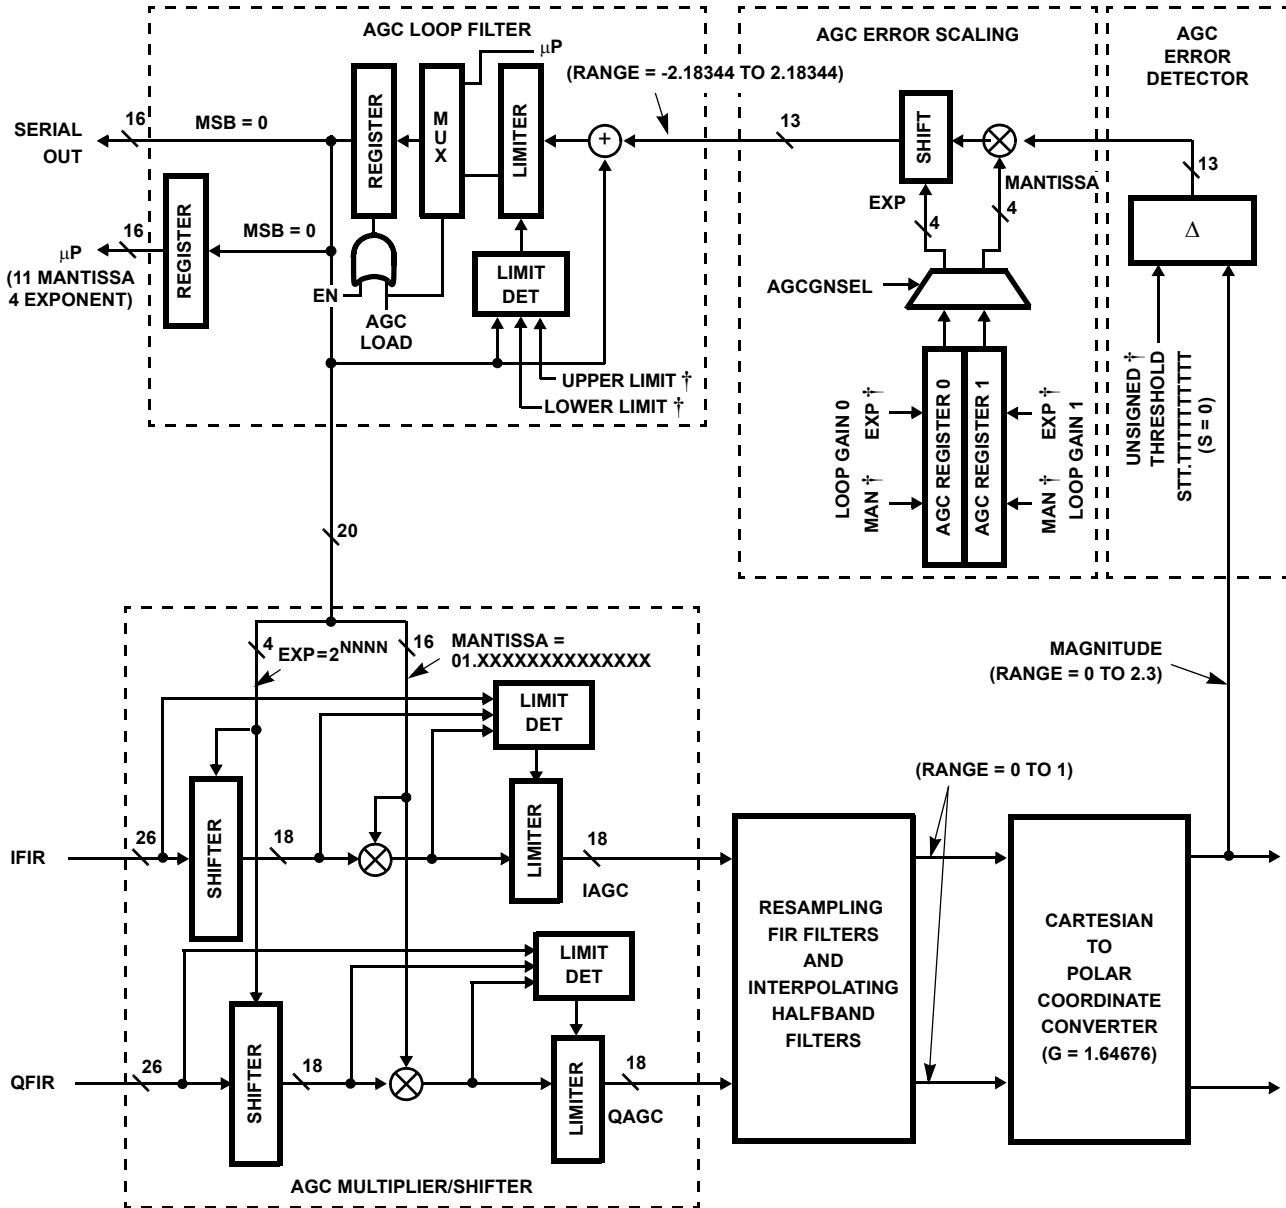 AGC LOOP FILTER
μP
(RANGE = -2.18344 TO 2.18344)
SERIAL
OUT
16
MSB = 0
REGISTER
MUX
LIMITER
+
13
μP
(11 MANTISSA
4 EXPONENT)
16
REGISTER
MSB = 0
EN
AGC
LOAD
LIMIT
DET
UPPER LIMIT †
LOWER LIMIT †
20
AGC ERROR SCALING
SHIFT
MANTISSA
EXP
4
4
AGCGNSEL
LOOP GAIN 0
MAN †
EXP †
AGC REGISTER 0
AGC REGISTER 1
MAN †
EXP †
LOOP GAIN 1
AGC
ERROR
DETECTOR
13
Δ
UNSIGNED †
THRESHOLD
STT.TTTTTTTTTT
(S = 0)
MAGNITUDE
(RANGE = 0 TO 2.3)
4
EXP=2NNNN
16
MANTISSA =
01.XXXXXXXXXXXXXX
LIMIT
DET
IFIR
26
SHIFTER
18
LIMITER
18
IAGC
LIMIT
DET
QFIR
26
SHIFTER
18
LIMITER
18
QAGC
AGC MULTIPLIER/SHIFTER
(RANGE = 0 TO 1)
RESAMPLING
FIR FILTERS
AND
INTERPOLATING
HALFBAND
FILTERS
CARTESIAN
TO
POLAR
COORDINATE
CONVERTER
(G = 1.64676)